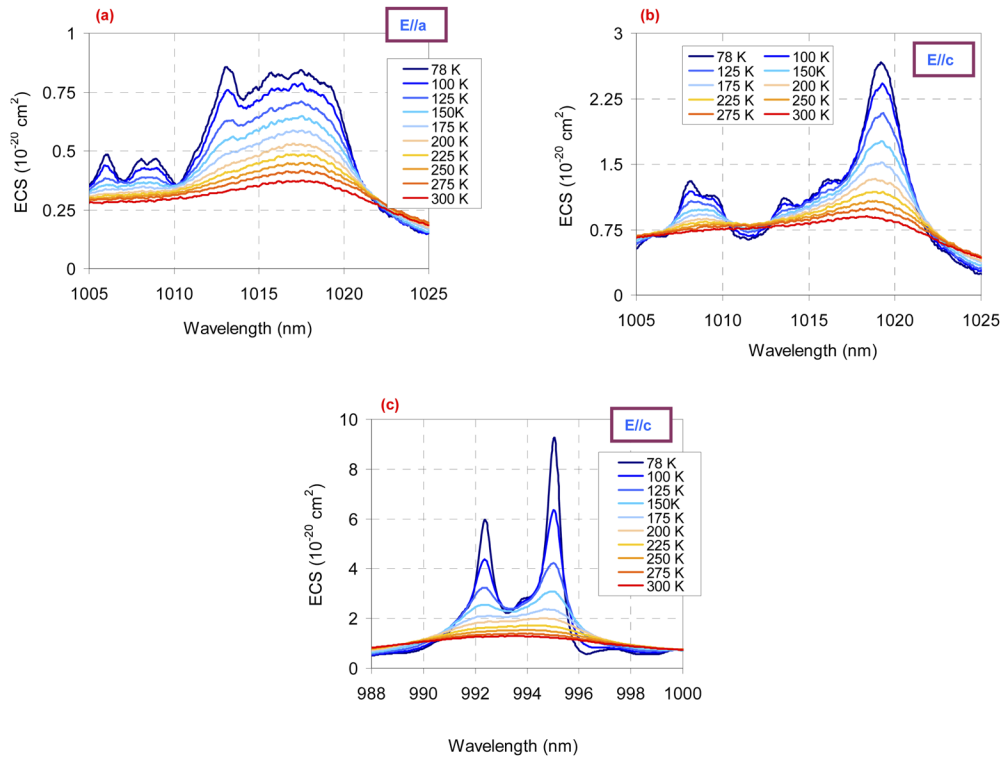 (a)
E//a
ECS (10⁻²⁰ cm²)
1
0.75
0.5
0.25
0
1005 1010 1015 1020 1025
Wavelength (nm)
78 K
100 K
125 K
150K
175 K
200 K
225 K
250 K
275 K
300 K
(b)
E//c
ECS (10⁻²⁰ cm²)
3
2.25
1.5
0.75
0
1005 1010 1015 1020 1025
Wavelength (nm)
78 K 100 K
125 K 150K
175 K 200 K
225 K 250 K
275 K 300 K
(c)
E//c
ECS (10⁻²⁰ cm²)
10
8
6
4
2
0
988 990 992 994 996 998 1000
Wavelength (nm)
78 K
100 K
125 K
150K
175 K
200 K
225 K
250 K
275 K
300 K